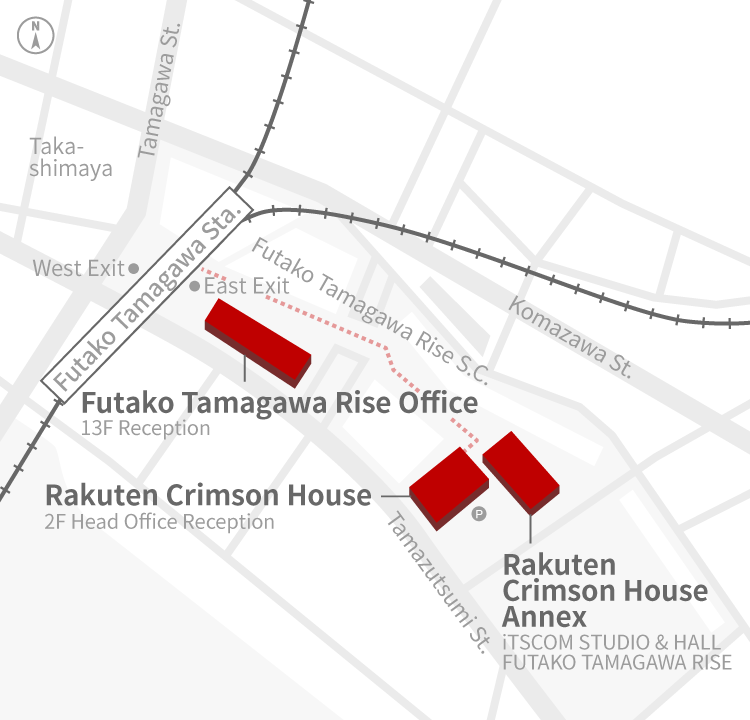 N
Tamagawa St.
Taka-
shimaya
Futako Tamagawa Sta.
West Exit
East Exit
Futako Tamagawa Rise S.C.
Komazawa St.
Futako Tamagawa Rise Office
13F Reception
Rakuten Crimson House
2F Head Office Reception
P
Tamazutsumi St.
Rakuten
Crimson House
Annex
iTSCOM STUDIO & HALL
FUTAKO TAMAGAWA RISE